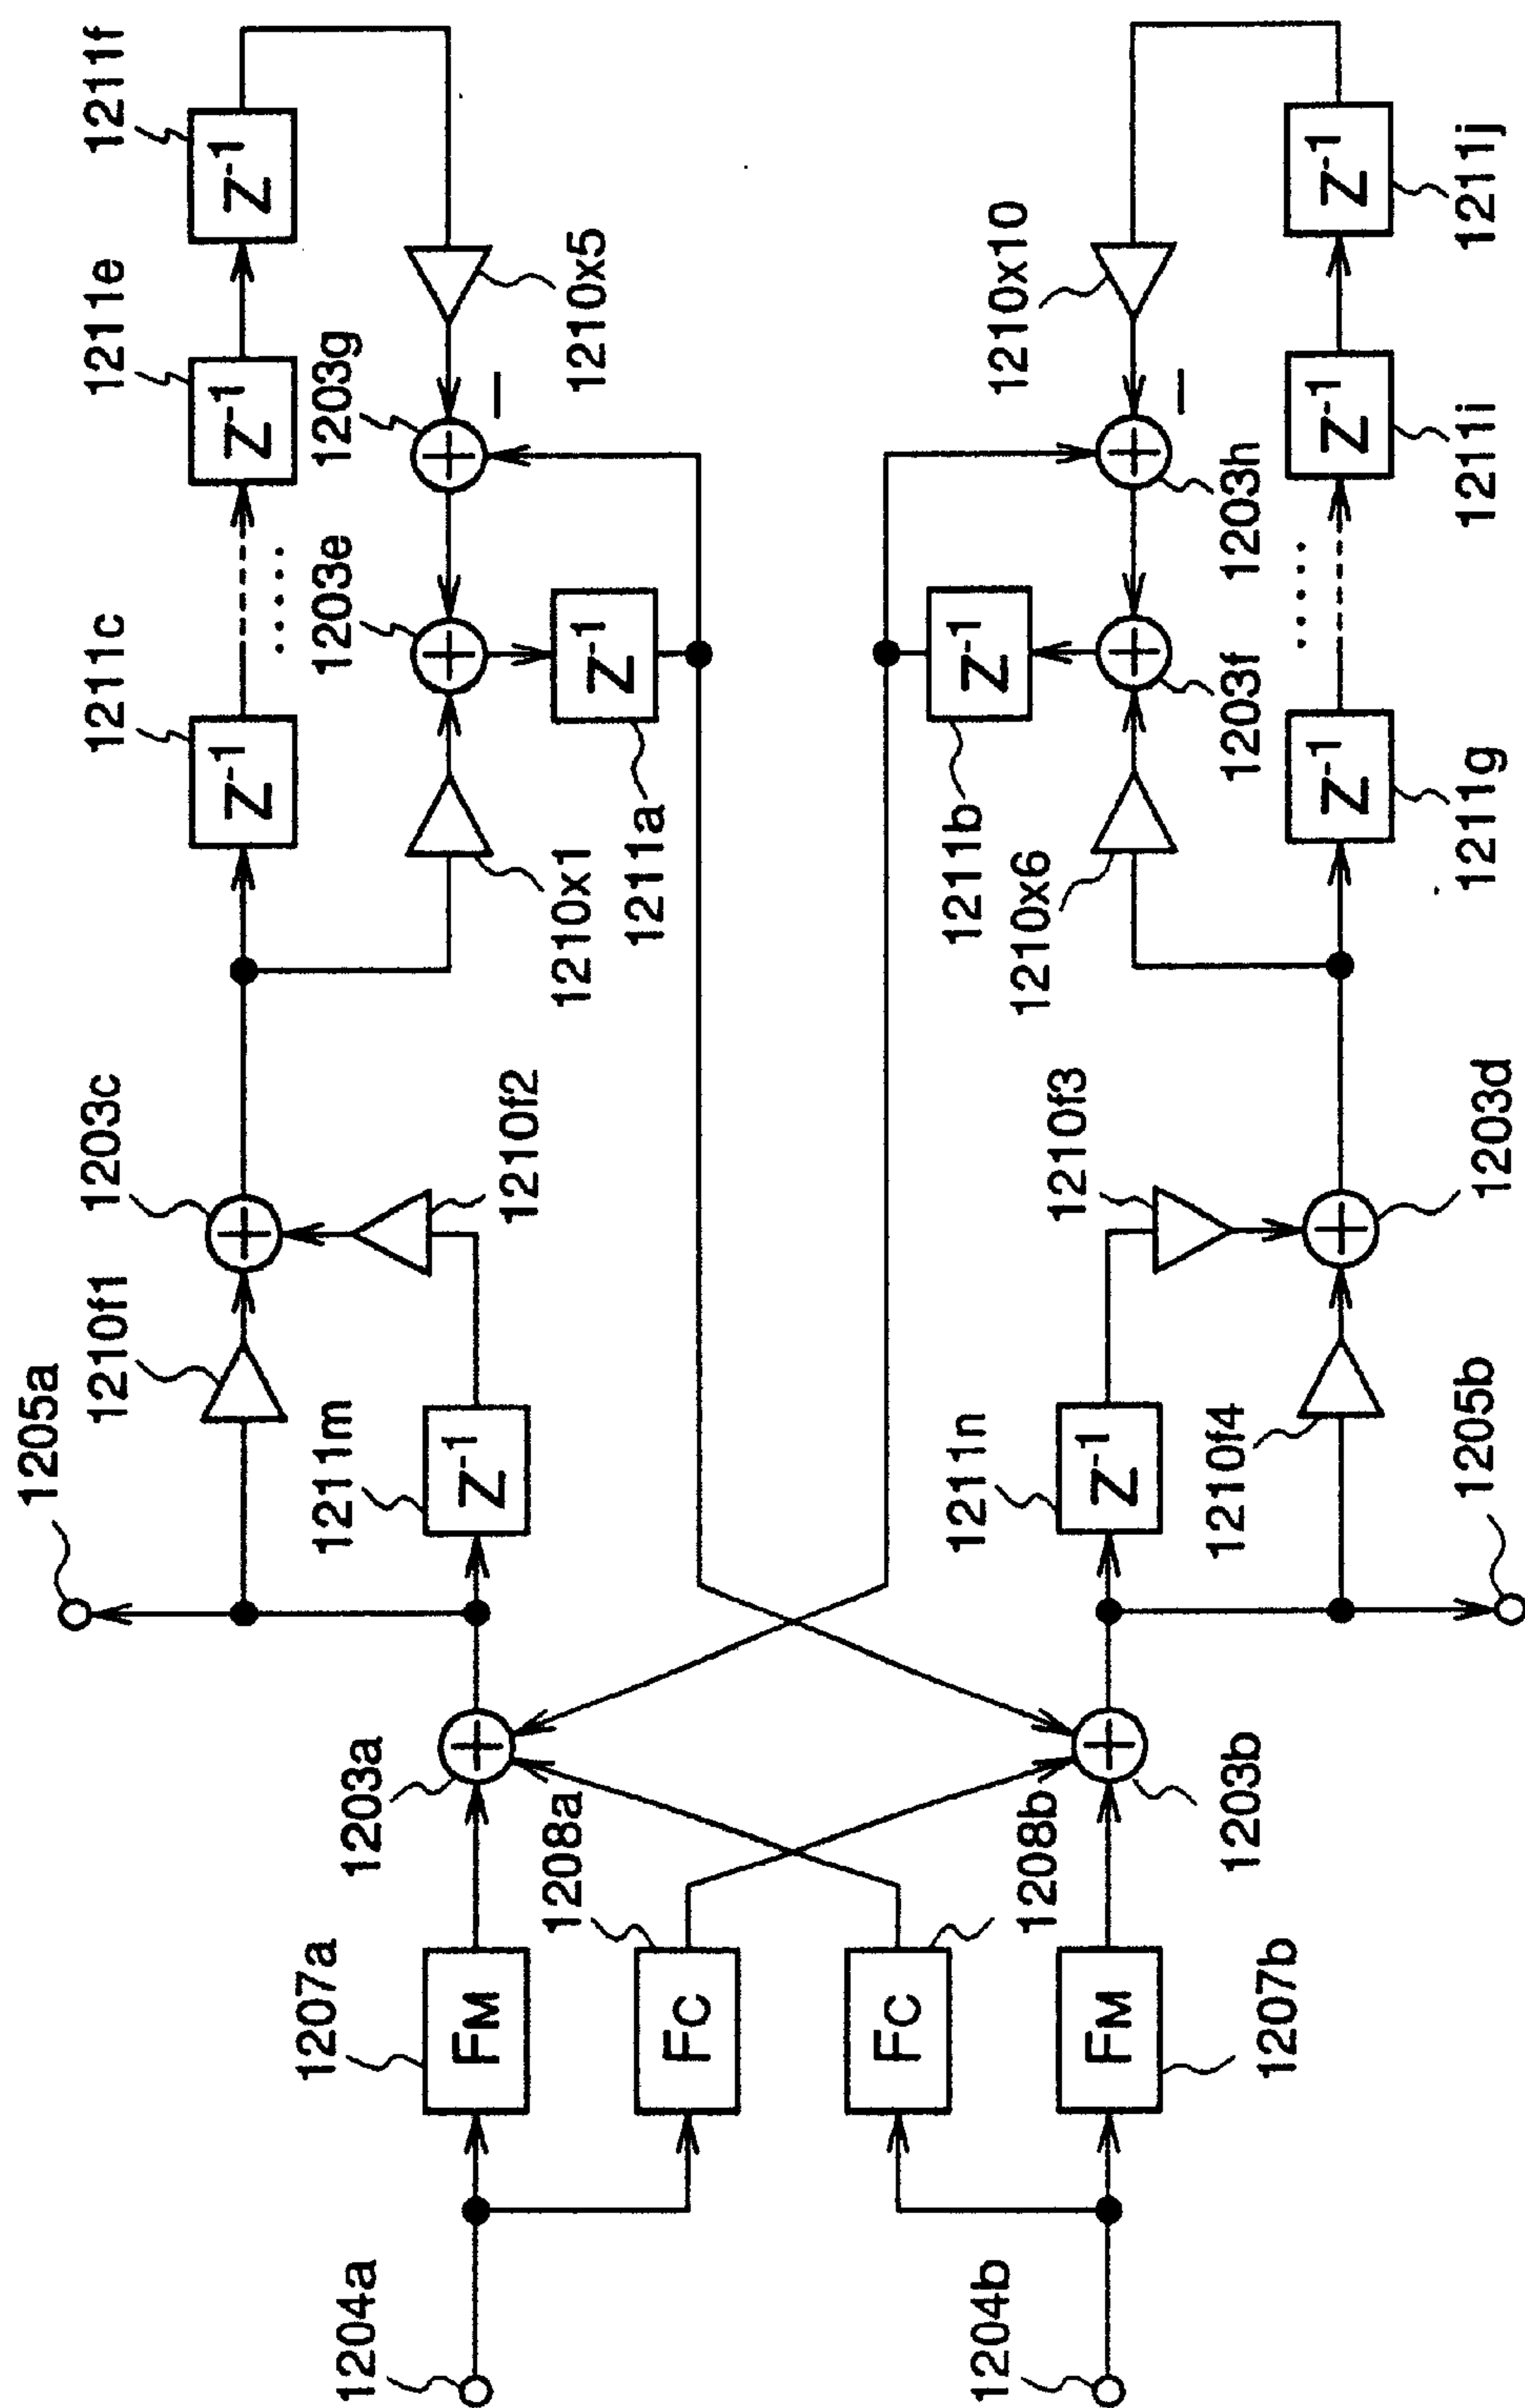 1211f
Z-1
1211e
Z-1
1210x5
1203g
1203e
1211c
Z-1
Z-1
1211a
1210x1
1203c
1210f2
1210f1
1205a
1211m
Z-1
1203a
1208a
1207a
FM
FC
1204a
1211j
Z-1
1210x10
1211i
Z-1
1203h
1203f
Z-1
1211b
1210x6
1211g
Z-1
1210f3
1203d
1211n
Z-1
1210f4
1205b
1208b
1203b
FC
FM
1207b
1204b